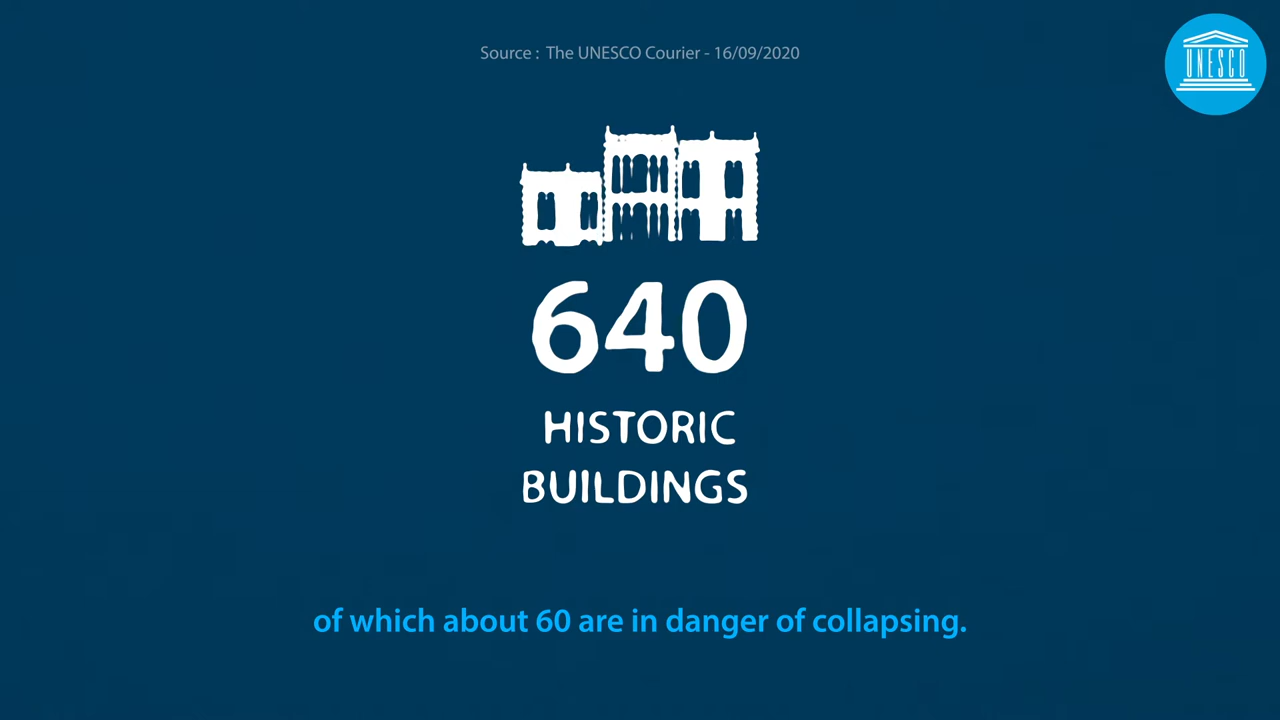 Source : The UNESCO Courier - 16/09/2020
UNESCO
640
HISTORIC
BUILDINGS
of which about 60 are in danger of collapsing.